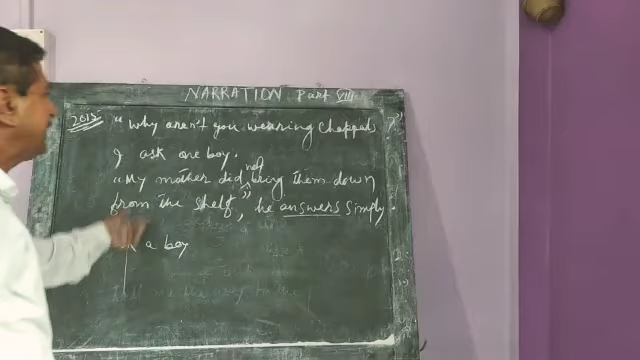 NARRATION Part VIII
2015 "Why aren't you wearing chappals ?"
I ask one boy.
"My mother did not bring them down
from the shelf", he answers simply.
a boy